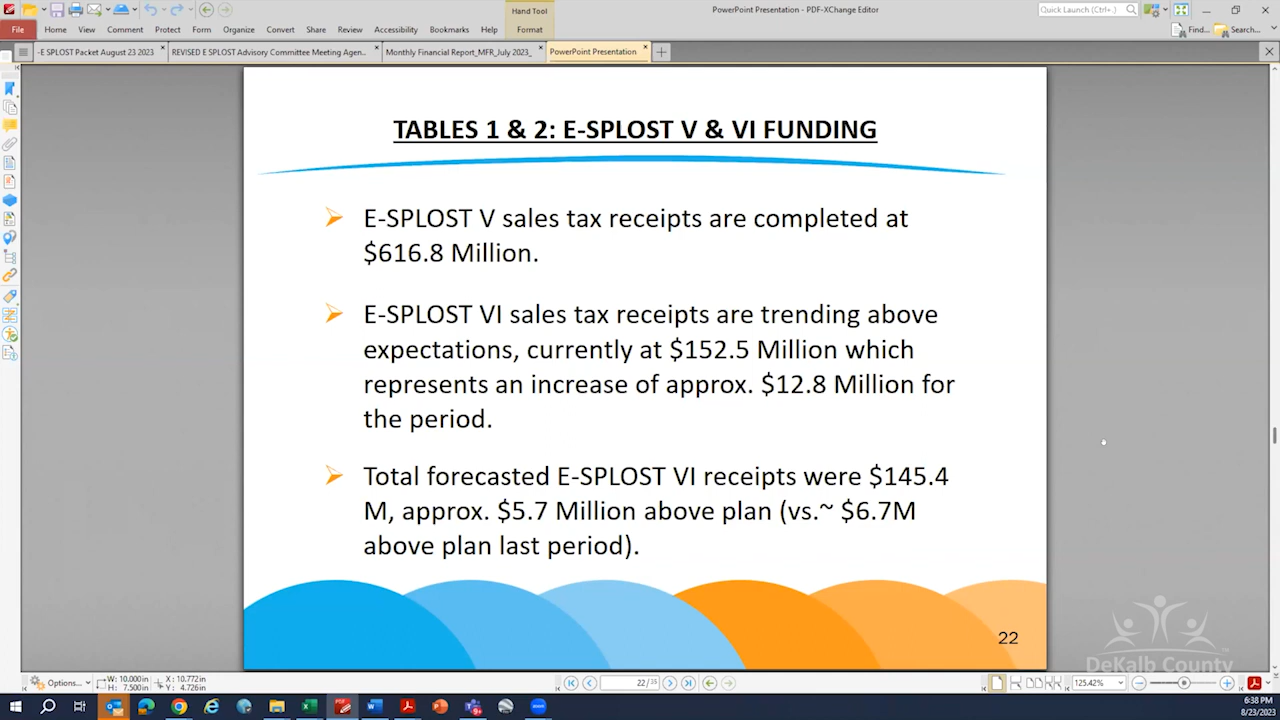 Hand Tool
PowerPoint Presentation - PDF-XChange Editor
Quick Launch (Ctrl+.)
File Home View Comment Protect Form Organize Convert Share Review Accessibility Bookmarks Help Format
Find... Search...
-E SPLOST Packet August 23 2023
REVISED E SPLOST Advisory Committee Meeting Agen...
Monthly Financial Report_MFR_July 2023_
PowerPoint Presentation
TABLES 1 & 2: E-SPLOST V & VI FUNDING
E-SPLOST V sales tax receipts are completed at
$616.8 Million.
E-SPLOST VI sales tax receipts are trending above
expectations, currently at $152.5 Million which
represents an increase of approx. $12.8 Million for
the period.
Total forecasted E-SPLOST VI receipts were $145.4
M, approx. $5.7 Million above plan (vs.~ $6.7M
above plan last period).
22
DeKalb County
Options...
W: 10.000in
H: 7.500in
X: 10.772in
Y: 4.726in
22
125.42%
6:38 PM
8/23/2023